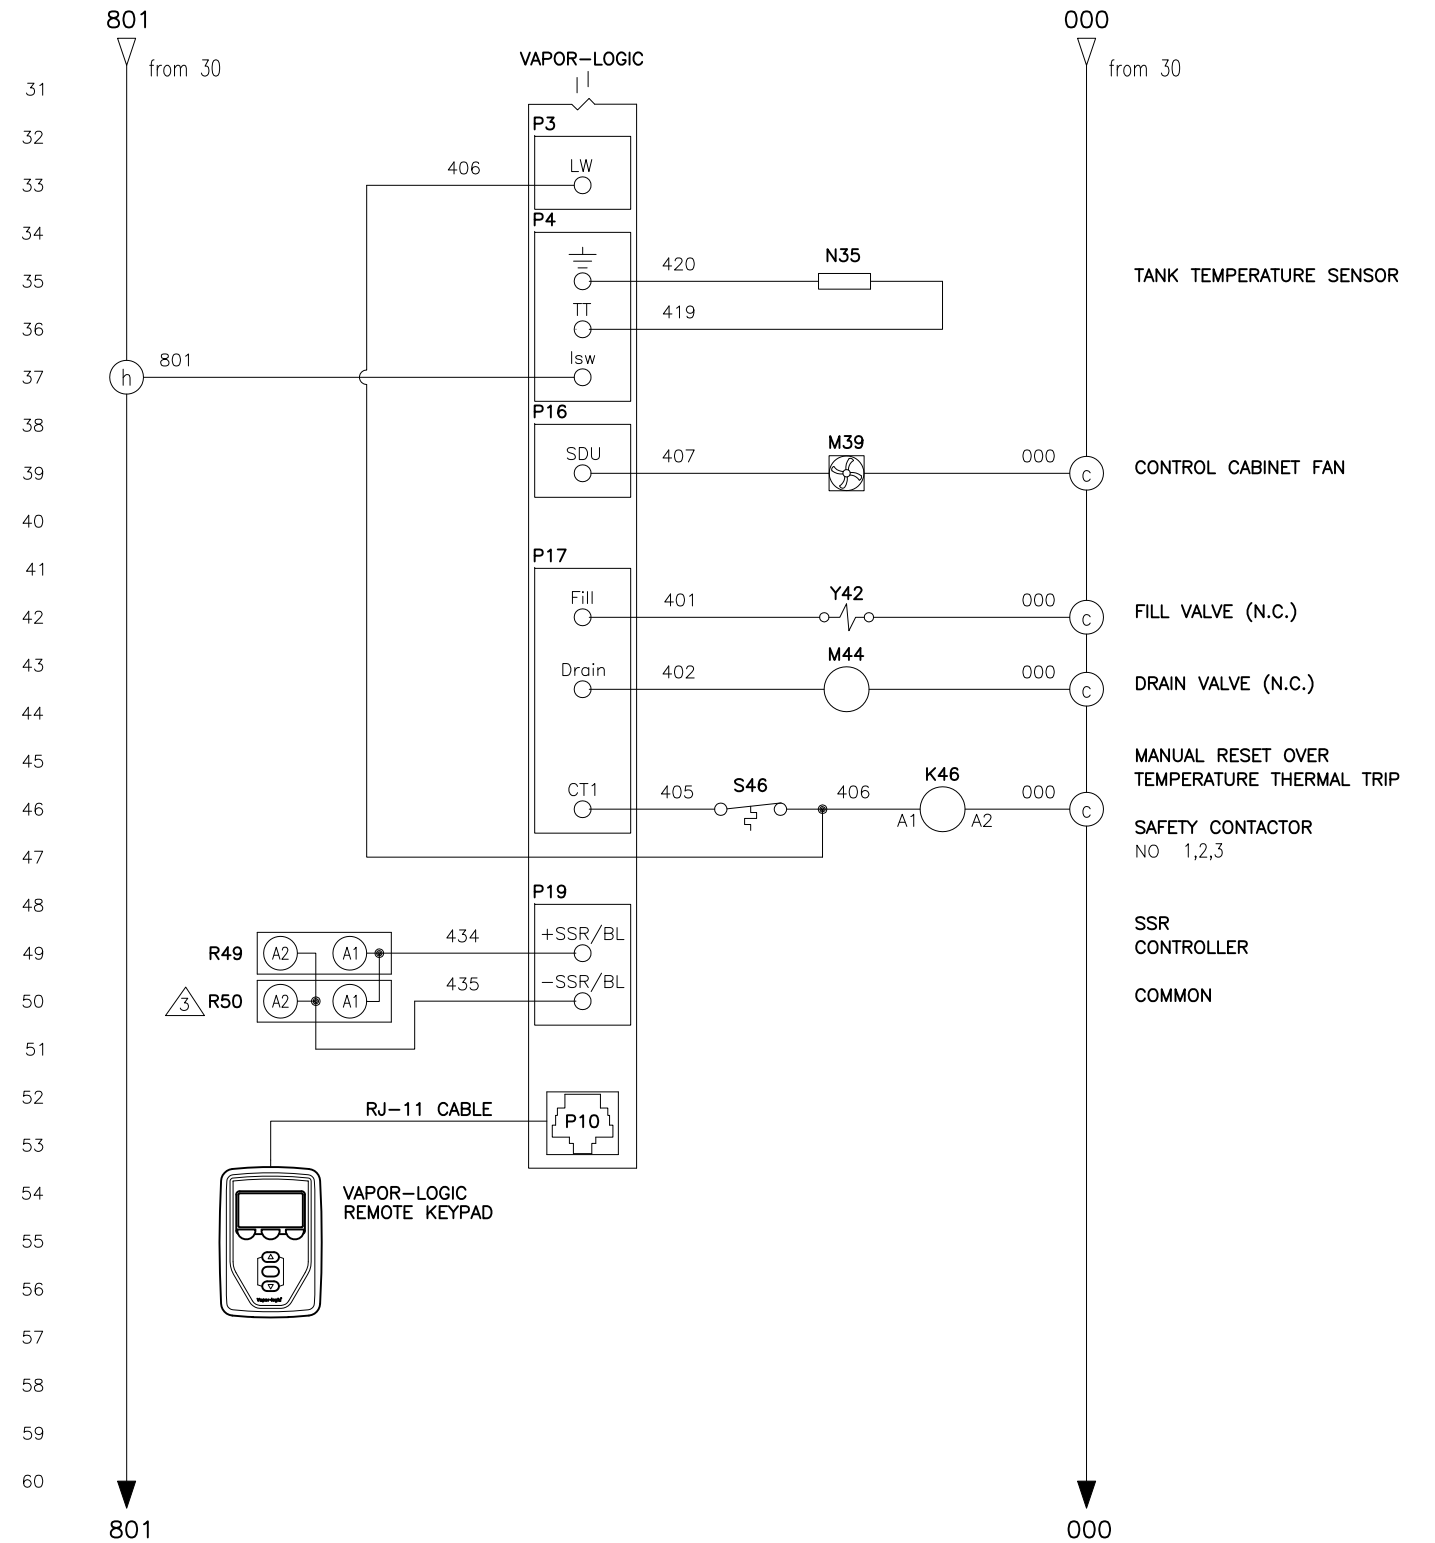 801
000
from 30
from 30
VAPOR-LOGIC
31
P3
32
LW
406
33
P4
34
420
N35
35
TANK TEMPERATURE SENSOR
TT
419
36
Isw
801
37
h
P16
38
SDU
407
M39
000
39
c
CONTROL CABINET FAN
40
P17
41
Fill
401
Y42
000
42
c
FILL VALVE (N.C.)
43
Drain
402
M44
000
c
DRAIN VALVE (N.C.)
44
45
MANUAL RESET OVER
TEMPERATURE THERMAL TRIP
CT1
405
S46
406
K46
000
46
A1
A2
c
SAFETY CONTACTOR
NO 1,2,3
47
P19
48
SSR
CONTROLLER
+SSR/BL
434
49
R49
A2
A1
-SSR/BL
435
50
3
R50
A2
A1
COMMON
51
52
RJ-11 CABLE
P10
53
54
VAPOR-LOGIC
REMOTE KEYPAD
55
56
Vapor-logic
57
58
59
60
801
000